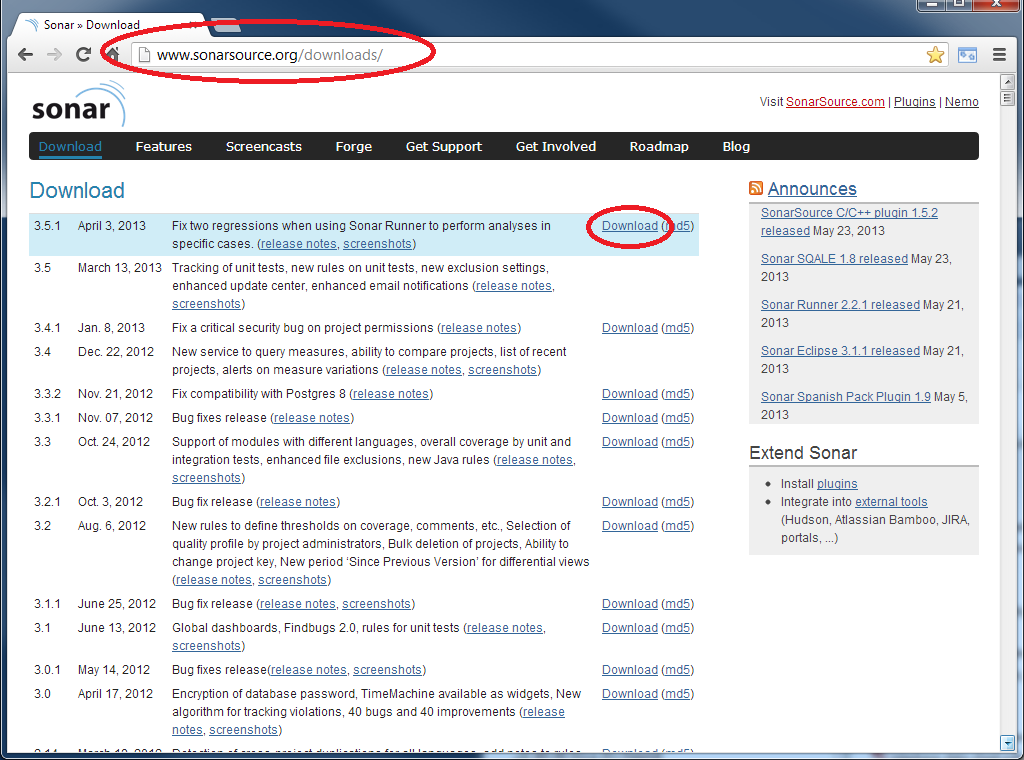 Sonar » Download
www.sonarsource.org/downloads/
sonar
Visit SonarSource.com | Plugins | Nemo
Download Features Screencasts Forge Get Support Get Involved Roadmap Blog
Download
3.5.1 April 3, 2013 Fix two regressions when using Sonar Runner to perform analyses in Download (md5)
specific cases. (release notes, screenshots)
3.5 March 13, 2013 Tracking of unit tests, new rules on unit tests, new exclusion settings,
enhanced update center, enhanced email notifications (release notes,
screenshots)
3.4.1 Jan. 8, 2013 Fix a critical security bug on project permissions (release notes) Download (md5)
3.4 Dec. 22, 2012 New service to query measures, ability to compare projects, list of recent Download (md5)
projects, alerts on measure variations (release notes, screenshots)
3.3.2 Nov. 21, 2012 Fix compatibility with Postgres 8 (release notes) Download (md5)
3.3.1 Nov. 07, 2012 Bug fixes release (release notes) Download (md5)
3.3 Oct. 24, 2012 Support of modules with different languages, overall coverage by unit and Download (md5)
integration tests, enhanced file exclusions, new Java rules (release notes,
screenshots)
3.2.1 Oct. 3, 2012 Bug fix release (release notes) Download (md5)
3.2 Aug. 6, 2012 New rules to define thresholds on coverage, comments, etc., Selection of Download (md5)
quality profile by project administrators, Bulk deletion of projects, Ability to
change project key, New period ‘Since Previous Version’ for differential views
(release notes, screenshots)
3.1.1 June 25, 2012 Bug fix release (release notes, screenshots) Download (md5)
3.1 June 13, 2012 Global dashboards, Findbugs 2.0, rules for unit tests (release notes, Download (md5)
screenshots)
3.0.1 May 14, 2012 Bug fixes release(release notes, screenshots) Download (md5)
3.0 April 17, 2012 Encryption of database password, TimeMachine available as widgets, New Download (md5)
algorithm for tracking violations, 40 bugs and 40 improvements (release
notes, screenshots)
Announces
SonarSource C/C++ plugin 1.5.2
released May 23, 2013
Sonar SQALE 1.8 released May 23,
2013
Sonar Runner 2.2.1 released May 21,
2013
Sonar Eclipse 3.1.1 released May 21,
2013
Sonar Spanish Pack Plugin 1.9 May 5,
2013
Extend Sonar
Install plugins
Integrate into external tools
(Hudson, Atlassian Bamboo, JIRA,
portals, ...)